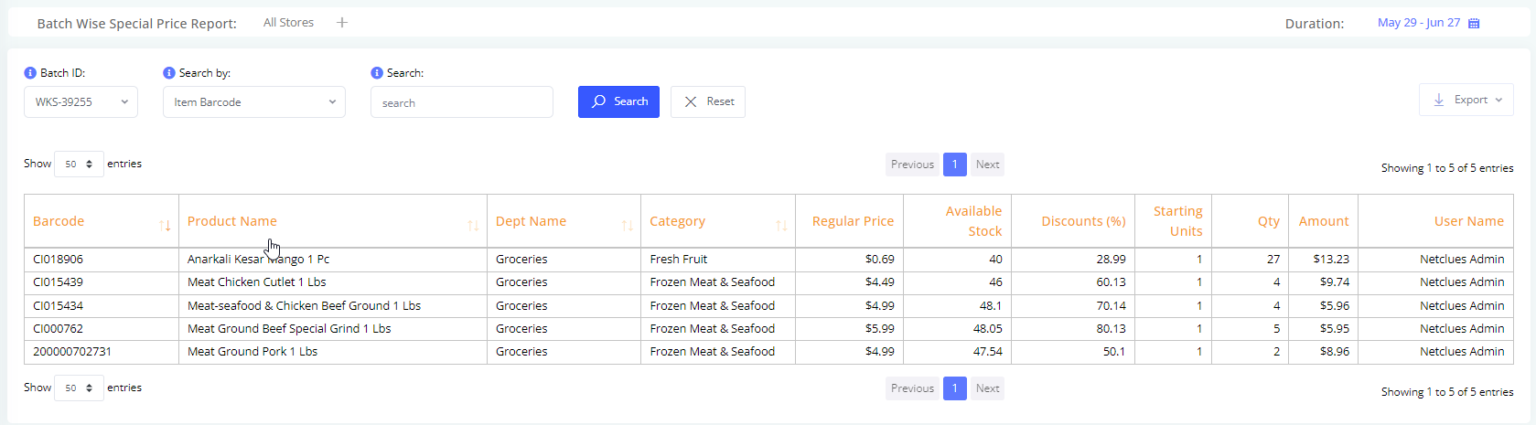 Batch Wise Special Price Report: All Stores + Duration: May 29 - Jun 27
Batch ID: Search by: Search:
WKS-39255 Item Barcode search Search Reset Export
Show 50 entries Previous 1 Next Showing 1 to 5 of 5 entries
Barcode Product Name Dept Name Category Regular Price Available Stock Discounts (%) Starting Units Qty Amount User Name
CI018906 Anarkali Kesar Mango 1 Pc Groceries Fresh Fruit $0.69 40 28.99 1 27 $13.23 Netclues Admin
CI015439 Meat Chicken Cutlet 1 Lbs Groceries Frozen Meat & Seafood $4.49 46 60.13 1 4 $9.74 Netclues Admin
CI015434 Meat-seafood & Chicken Beef Ground 1 Lbs Groceries Frozen Meat & Seafood $4.99 48.1 70.14 1 4 $5.96 Netclues Admin
CI000762 Meat Ground Beef Special Grind 1 Lbs Groceries Frozen Meat & Seafood $5.99 48.05 80.13 1 5 $5.95 Netclues Admin
200000702731 Meat Ground Pork 1 Lbs Groceries Frozen Meat & Seafood $4.99 47.54 50.1 1 2 $8.96 Netclues Admin
Show 50 entries Previous 1 Next Showing 1 to 5 of 5 entries